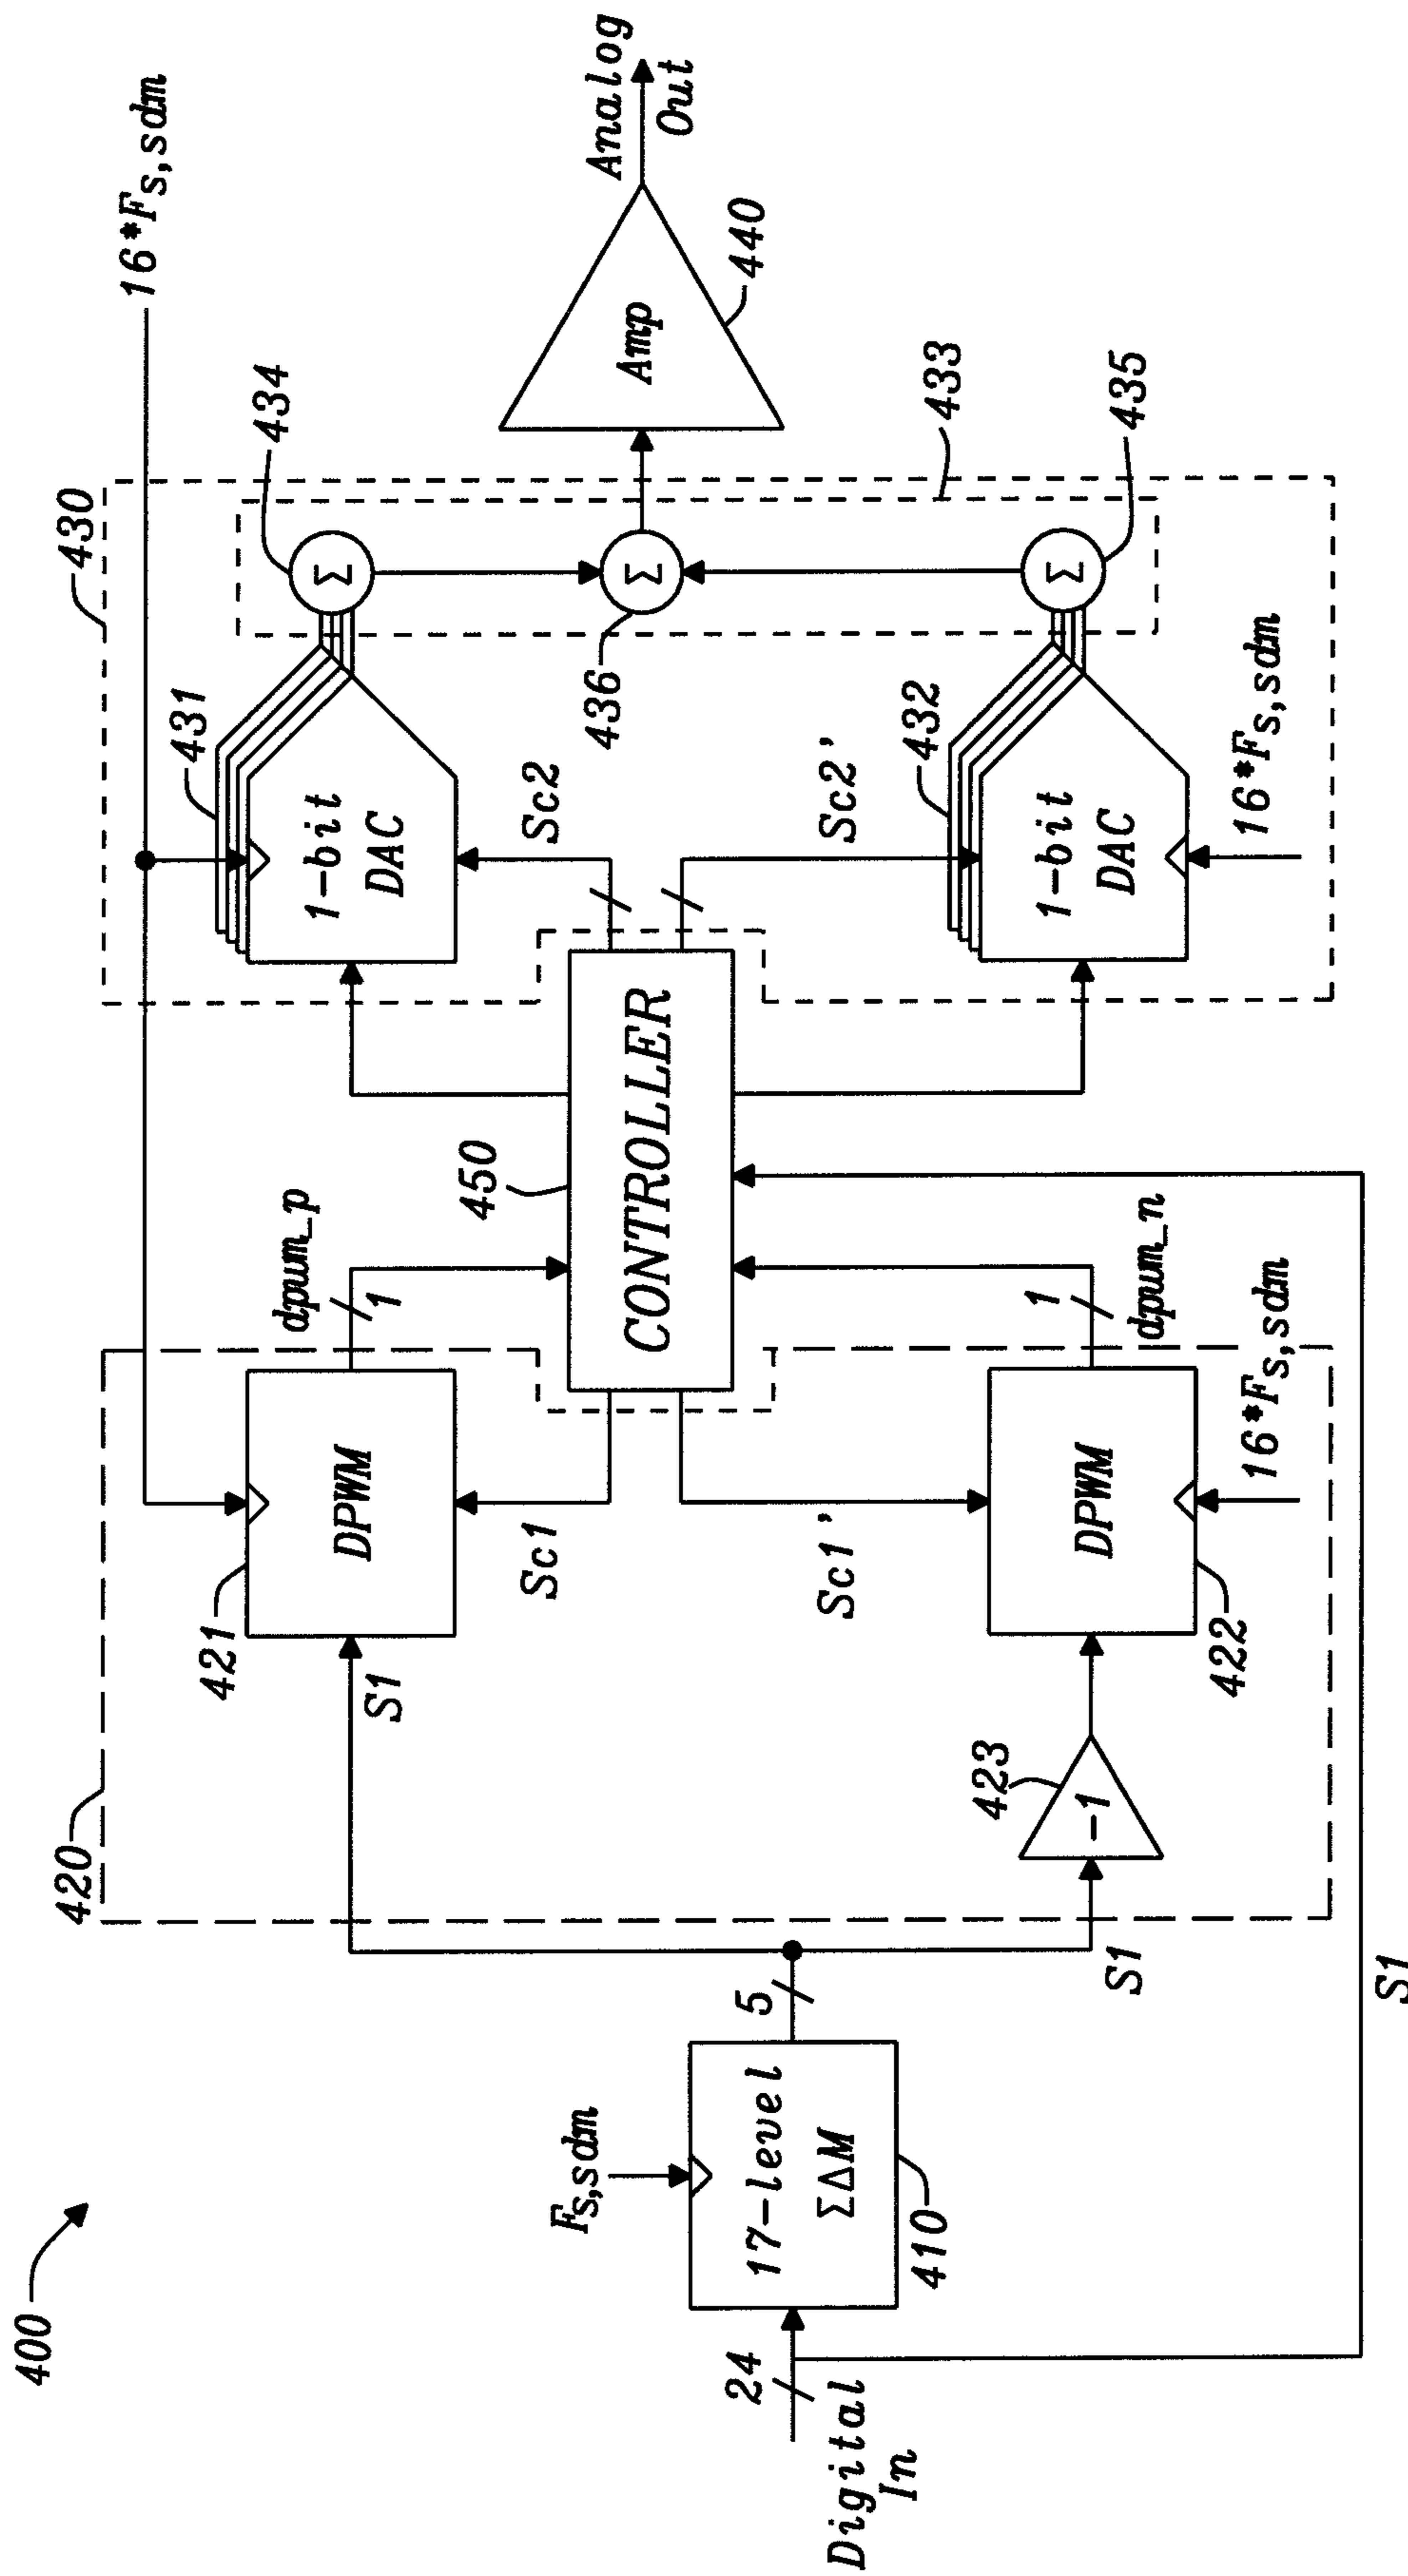 400
Digital
In
24
Fs,sdm
17-level
ΣΔM
410
5
S1
S1
S1
420
421
DPWM
423
-1
422
DPWM
16*Fs,sdm
Sc1
Sc1'
dpwm_p
1
1
dpwm_n
450
CONTROLLER
430
431
1-bit
DAC
Sc2
Sc2'
432
1-bit
DAC
16*Fs,sdm
434
Σ
436
Σ
435
Σ
433
16*Fs,sdm
Amp
440
Analog
Out